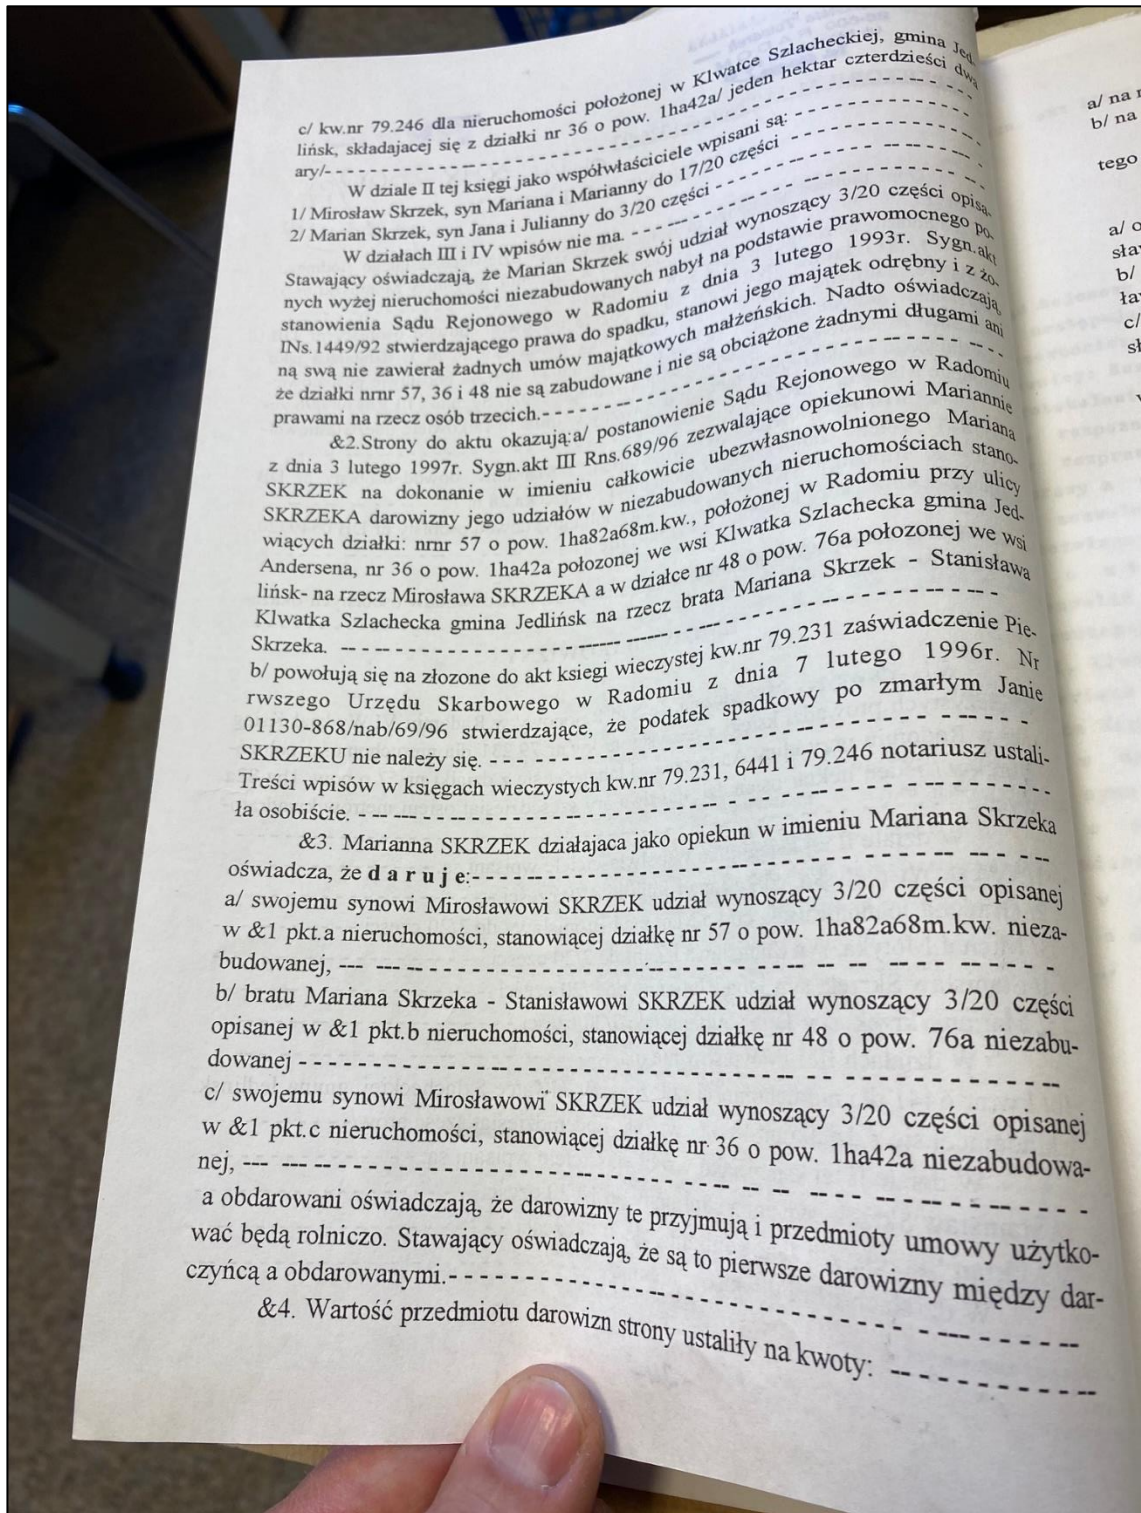 c/ kw.nr 79.246 dla nieruchomości położonej w Klwatce Szlacheckiej, gmina Jed-
lińsk, składajacej się z działki nr 36 o pow. 1ha42a/ jeden hektar czterdzieści dwa
ary/- - - - - - - - - - - - - - - - - - - - - - - - - - - - - - - - - - - - - - - -
W dziale II tej księgi jako współwłaściciele wpisani są: - - - - - - - - - - - -
1/ Mirosław Skrzek, syn Mariana i Marianny do 17/20 części - - - - - - - - - - -
2/ Marian Skrzek, syn Jana i Julianny do 3/20 części - - - - - - - - - - - - - -
W działach III i IV wpisów nie ma. - - - - - - - - - - - - - - - - - - - - - - -
Stawający oświadczają, że Marian Skrzek swój udział wynoszący 3/20 części opisa-
nych wyżej nieruchomości niezabudowanych nabył na podstawie prawomocnego po-
stanowienia Sądu Rejonowego w Radomiu z dnia 3 lutego 1993r. Sygn.akt
INs.1449/92 stwierdzającego prawa do spadku, stanowi jego majątek odrębny i z żo-
ną swą nie zawierał żadnych umów majątkowych małżeńskich. Nadto oświadczają,
że działki nrnr 57, 36 i 48 nie są zabudowane i nie są obciążone żadnymi długami ani
prawami na rzecz osób trzecich.- - - - - - - - - - - - - - - - - - - - - - - - -
&2.Strony do aktu okazują:a/ postanowienie Sądu Rejonowego w Radomiu
z dnia 3 lutego 1997r. Sygn.akt III Rns.689/96 zezwalające opiekunowi Mariannie
SKRZEK na dokonanie w imieniu całkowicie ubezwłasnowolnionego Mariana
SKRZEKA darowizny jego udziałów w niezabudowanych nieruchomościach stano-
wiących działki: nrnr 57 o pow. 1ha82a68m.kw., położonej w Radomiu przy ulicy
Andersena, nr 36 o pow. 1ha42a połozonej we wsi Klwatka Szlachecka gmina Jed-
lińsk- na rzecz Mirosława SKRZEKA a w działce nr 48 o pow. 76a połozonej we wsi
Klwatka Szlachecka gmina Jedlińsk na rzecz brata Mariana Skrzek - Stanisława
Skrzeka. -- -- - - - - - - - - - - - - - - - - - - - - - - - - - - - - - - - - - -
b/ powołują się na złozone do akt ksiegi wieczystej kw.nr 79.231 zaświadczenie Pie-
rwszego Urzędu Skarbowego w Radomiu z dnia 7 lutego 1996r. Nr
01130-868/nab/69/96 stwierdzające, że podatek spadkowy po zmarłym Janie
SKRZEKU nie należy się. - -- - - - - - - - - - - - - - - - - - - - - - - - - - -
Treści wpisów w księgach wieczystych kw.nr 79.231, 6441 i 79.246 notariusz ustali-
ła osobiście. - -- --- - - - - - - - - - - - - - - - - - - - - - - - - - - - - - -
&3. Marianna SKRZEK działajaca jako opiekun w imieniu Mariana Skrzeka
oświadcza, że d a r u j e:- - - - - - - - - - - - - - - - - - - - - - - - - - - -
a/ swojemu synowi Mirosławowi SKRZEK udział wynoszący 3/20 części opisanej
w &1 pkt.a nieruchomości, stanowiącej działkę nr 57 o pow. 1ha82a68m.kw. nieza-
budowanej, --- --- -- - - - - - - - - - - - - - - - - - - - - - - - - - - - - - -
b/ bratu Mariana Skrzeka - Stanisławowi SKRZEK udział wynoszący 3/20 części
opisanej w &1 pkt.b nieruchomości, stanowiącej działkę nr 48 o pow. 76a niezabu-
dowanej - - - - - - - - - - - - - - - - - - - - - - - - - - - - - - - - - - - - -
c/ swojemu synowi Mirosławowi SKRZEK udział wynoszący 3/20 części opisanej
w &1 pkt.c nieruchomości, stanowiącej działkę nr 36 o pow. 1ha42a niezabudowa-
nej, --- --- -- -- - - - - - - - - - - - - - - - - - - - - - - - - - - - - - - - -
a obdarowani oświadczają, że darowizny te przyjmują i przedmioty umowy użytko-
wać będą rolniczo. Stawający oświadczają, że są to pierwsze darowizny między dar-
czyńcą a obdarowanymi.- - - - - - - - - - - - - - - - - - - - - - - - - - - - - -
&4. Wartość przedmiotu darowizn strony ustaliły na kwoty: -- - - - - - - - - - -
a/ na
b/ na
tego
a/
sław
b/
c/